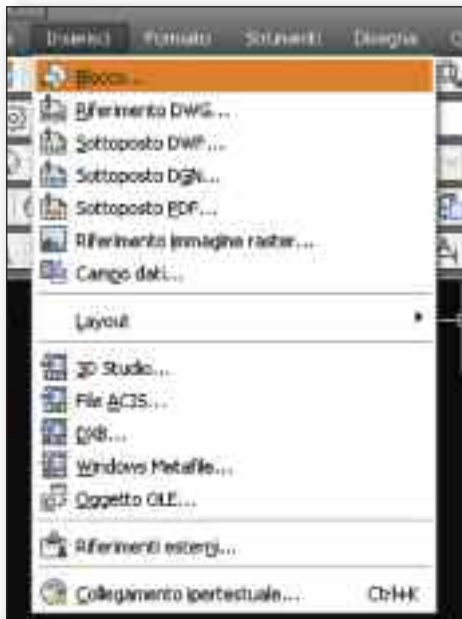 Inserisci Formato Strumenti Disegna
Blocco...
Riferimento DWG...
Sottoposto DWF...
Sottoposto DGN...
Sottoposto PDF...
Riferimento immagine raster...
Campo dati...
Layout
3D Studio...
File ACIS...
DXB...
Windows Metafile...
Oggetto OLE...
Riferimenti esterni...
Collegamento ipertestuale... Ctrl+K